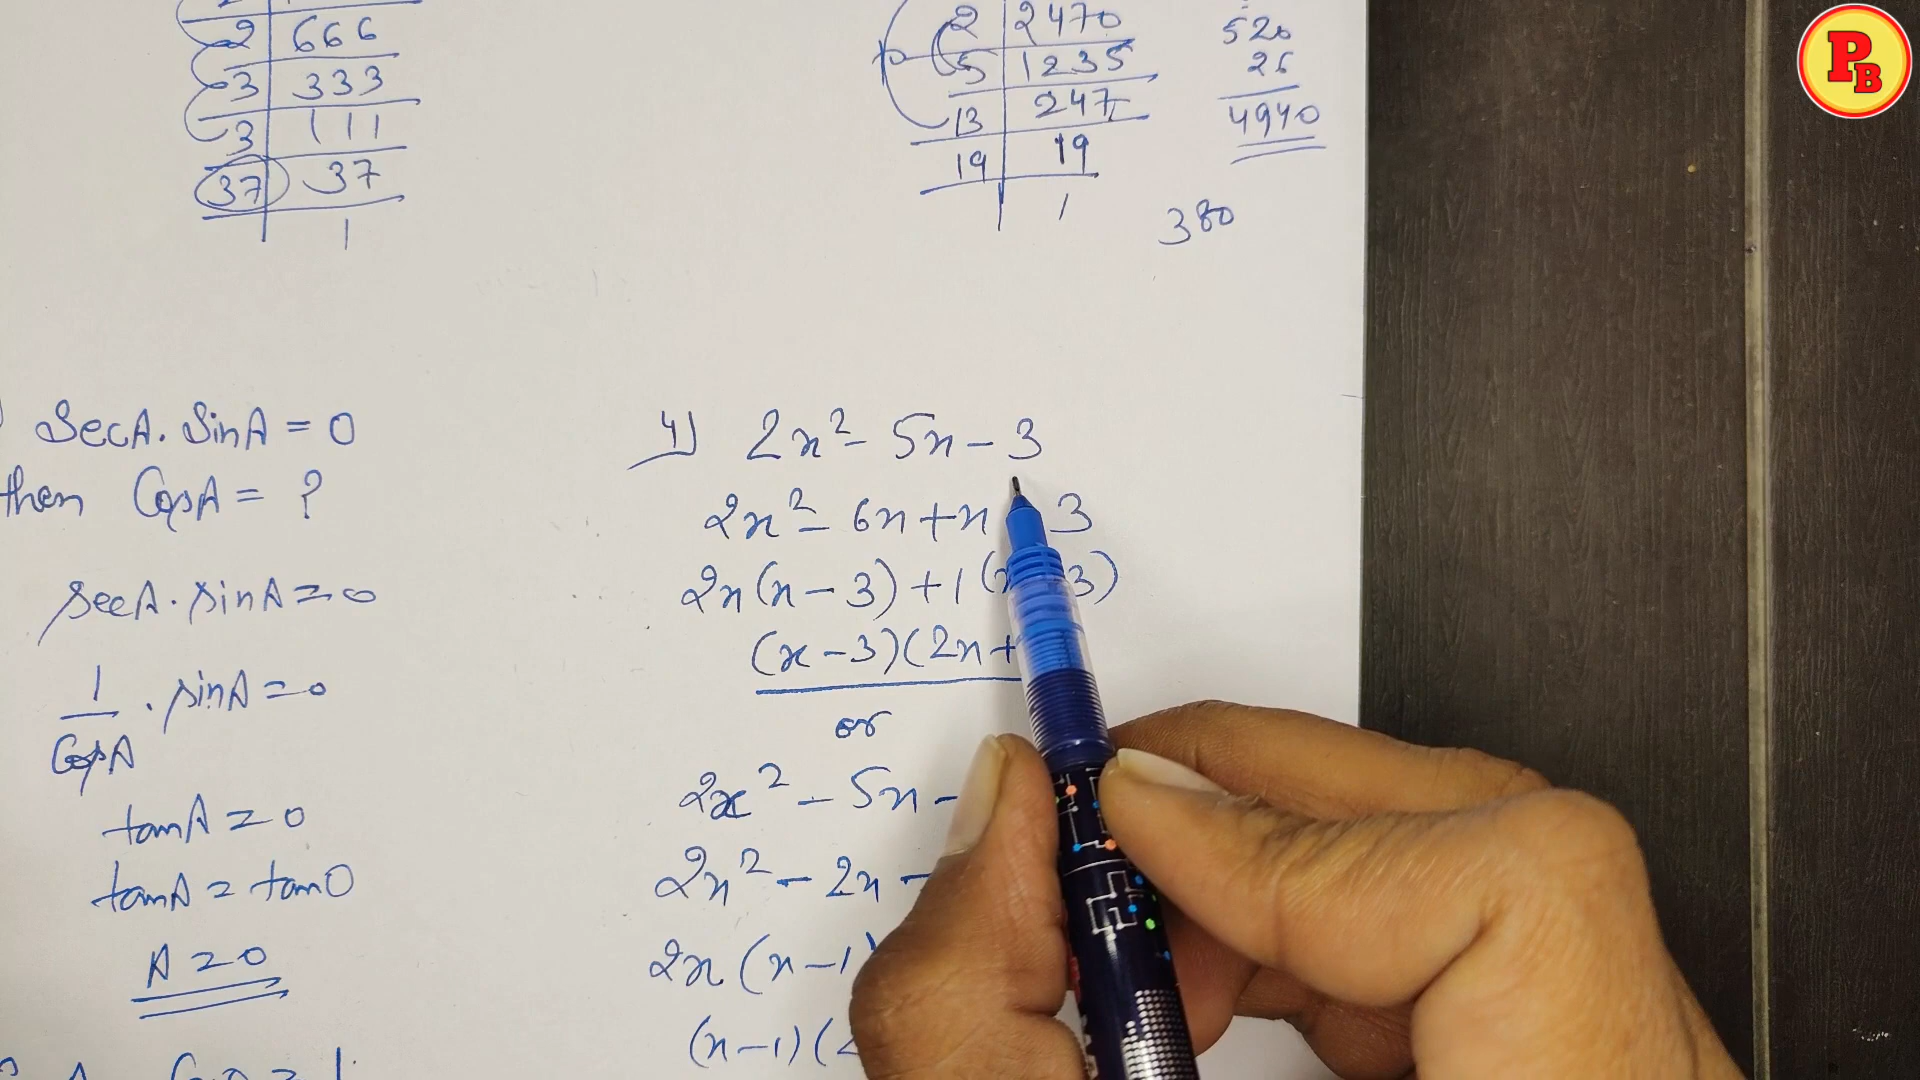 2 | 666
3 | 333
3 | 111
37 | 37
1
2 | 2470
5 | 1235
13 | 247
19 | 19
1
520
26
4940
380
SecA. SinA = 0
then CosA = ?
secA. sinA = 0
1/CosA . sinA = 0
tanA = 0
tanA = tan0
A = 0
4) 2x² - 5x - 3
2x² - 6x + x 3
2x(x - 3) + 1( 3)
(x - 3)(2x +
or
2x² - 5x -
2x² - 2x -
2x(x - 1)
(x - 1)(2
PB